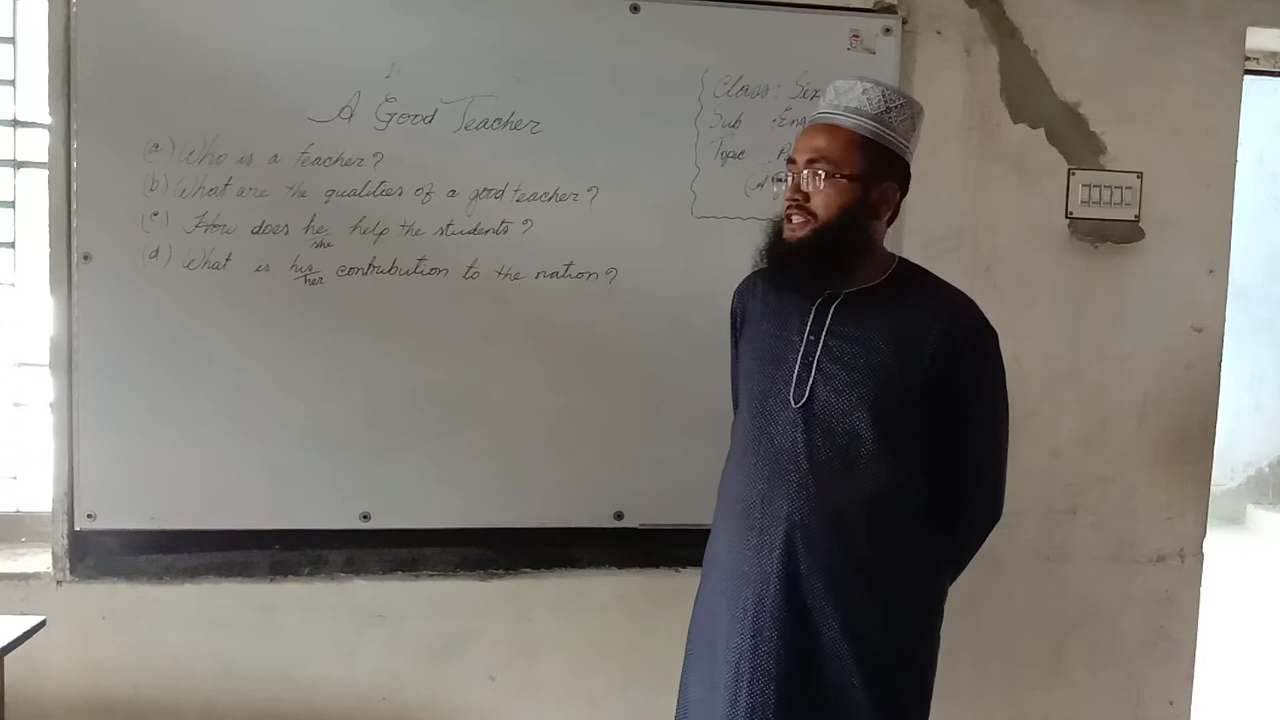 A Good Teacher
(a) Who is a teacher?
(b) What are the qualities of a good teacher?
(c) How does he help the students?
she
(d) What is his contribution to the nation?
her
Class: Six
Sub :
Topic :